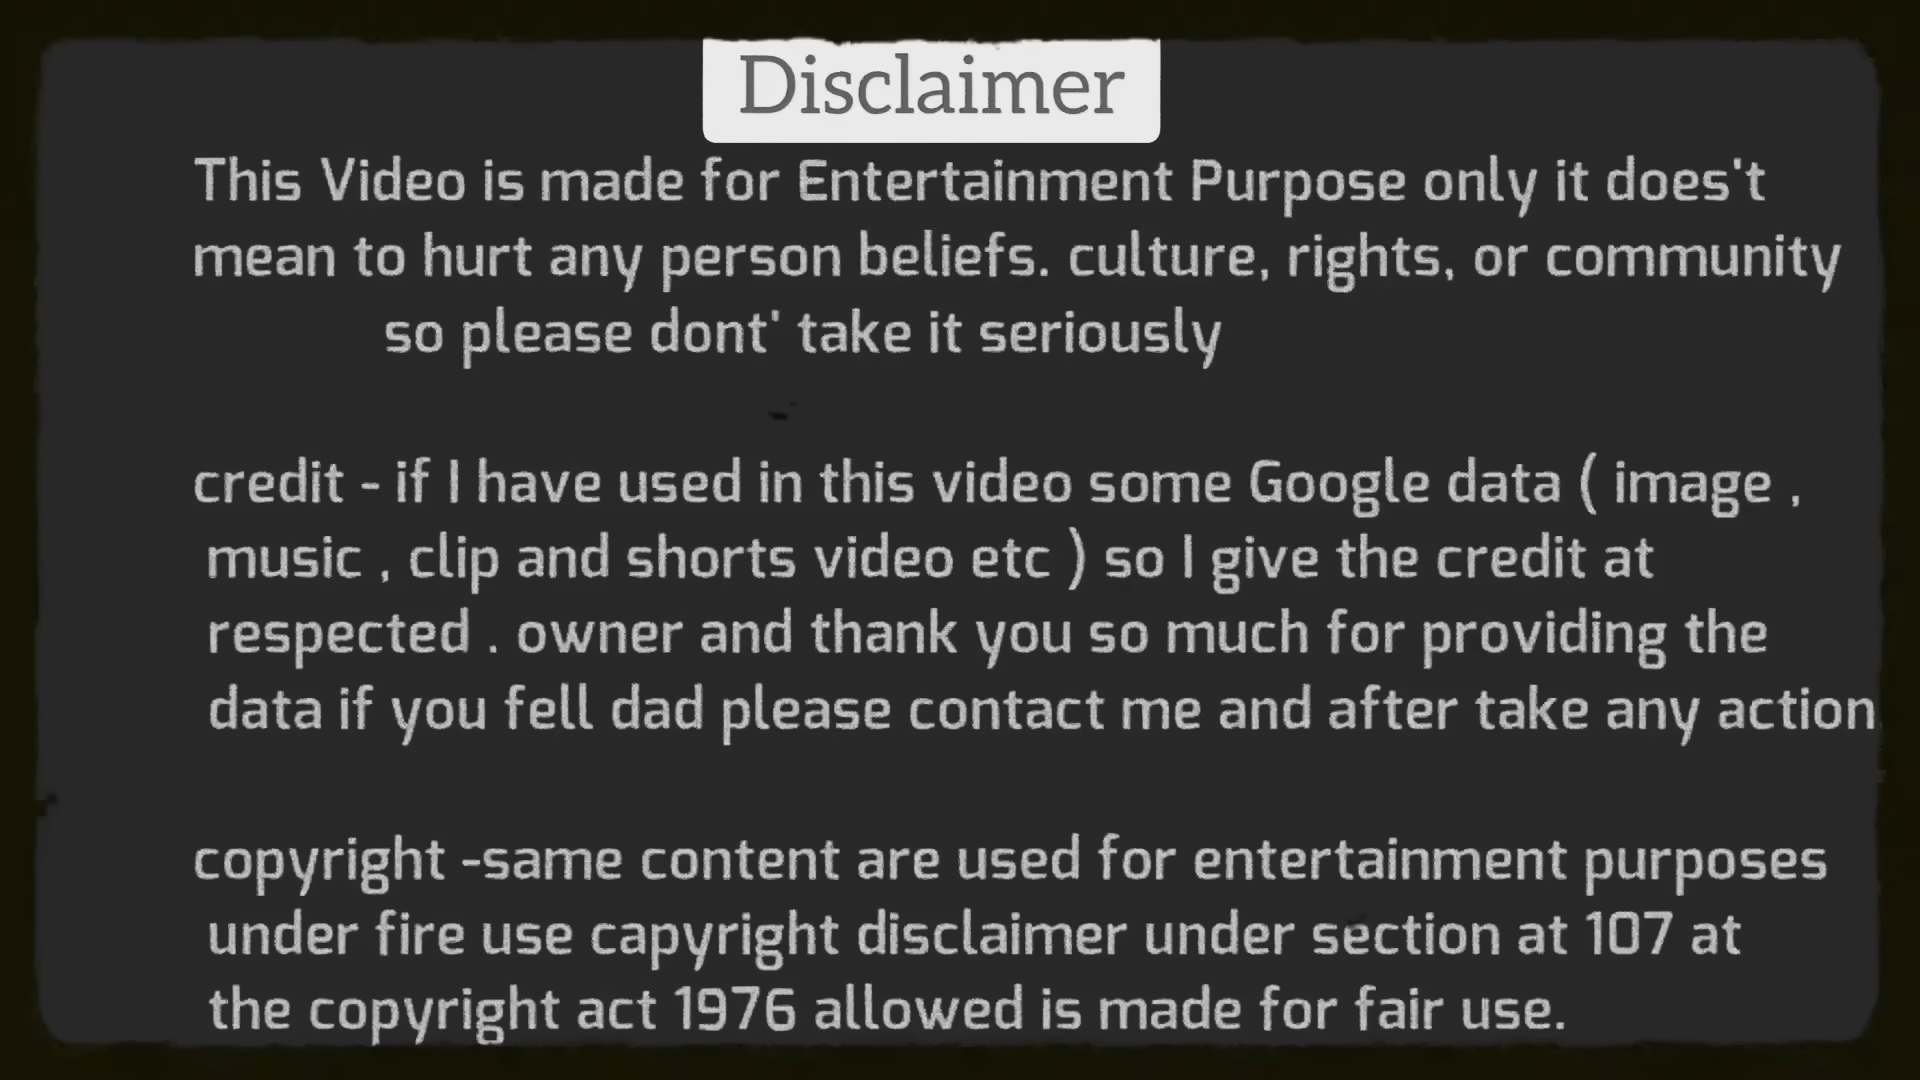 Disclaimer
This Video is made for Entertainment Purpose only it does't
mean to hurt any person beliefs. culture, rights, or community
so please dont' take it seriously
credit - if I have used in this video some Google data ( image ,
music , clip and shorts video etc ) so I give the credit at
respected . owner and thank you so much for providing the
data if you fell dad please contact me and after take any action
copyright -same content are used for entertainment purposes
under fire use capyright disclaimer under section at 107 at
the copyright act 1976 allowed is made for fair use.